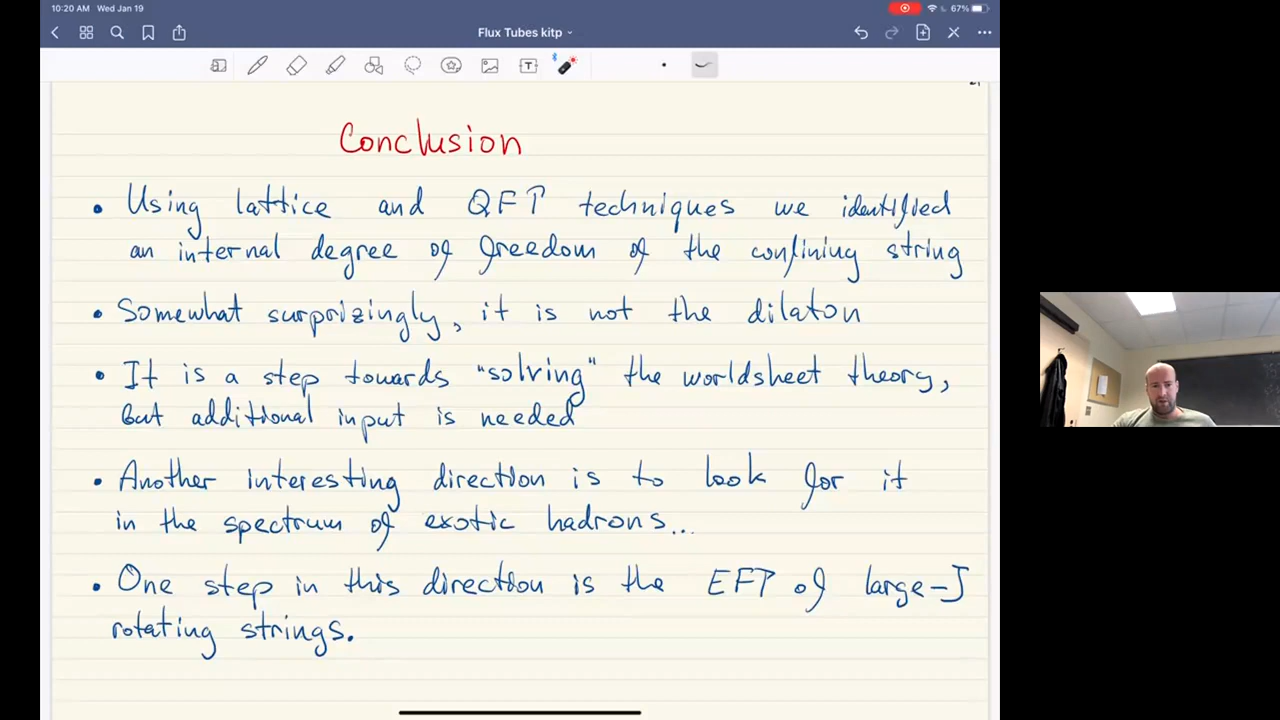 10:20 AM Wed Jan 19
67%
Flux Tubes kitp
Conclusion
• Using lattice and QFT techniques we identified
an internal degree of freedom of the confining string
• Somewhat surprizingly, it is not the dilaton
• It is a step towards "solving" the worldsheet theory,
but additional input is needed
• Another interesting direction is to look for it
in the spectrum of exotic hadrons...
• One step in this direction is the EFT of large-J
rotating strings.